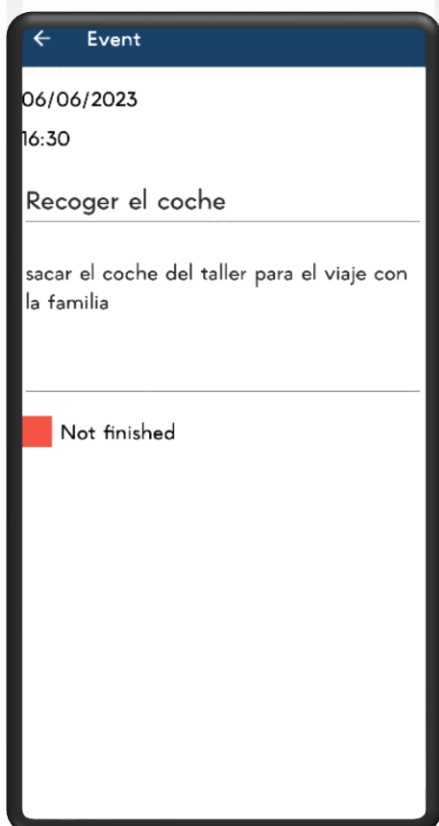 Event
06/06/2023
16:30
Recoger el coche
sacar el coche del taller para el viaje con
la familia
Not finished